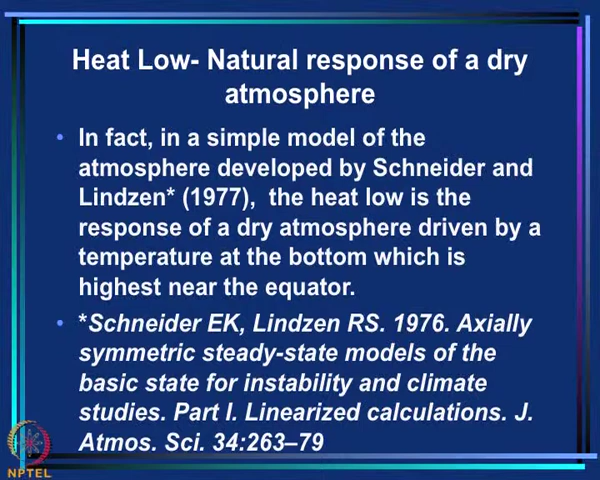 Heat Low- Natural response of a dry
atmosphere
• In fact, in a simple model of the
atmosphere developed by Schneider and
Lindzen* (1977), the heat low is the
response of a dry atmosphere driven by a
temperature at the bottom which is
highest near the equator.
• *Schneider EK, Lindzen RS. 1976. Axially
symmetric steady-state models of the
basic state for instability and climate
studies. Part I. Linearized calculations. J.
Atmos. Sci. 34:263–79
NPTEL